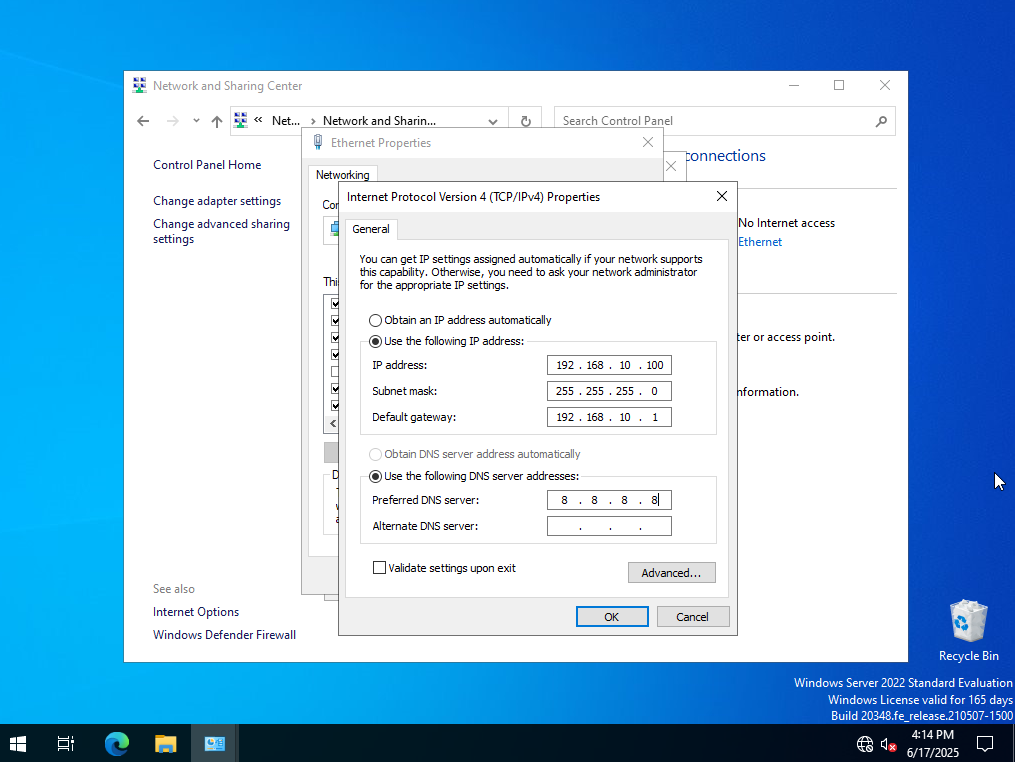 Network and Sharing Center
« Net... > Network and Sharin...
Search Control Panel
Ethernet Properties
Control Panel Home
connections
Networking
Change adapter settings
Internet Protocol Version 4 (TCP/IPv4) Properties
Change advanced sharing
settings
General
No Internet access
Ethernet
You can get IP settings assigned automatically if your network supports
this capability. Otherwise, you need to ask your network administrator
for the appropriate IP settings.
Obtain an IP address automatically
Use the following IP address:
IP address:
192 . 168 . 10 . 100
Subnet mask:
255 . 255 . 255 . 0
Default gateway:
192 . 168 . 10 . 1
ter or access point.
nformation.
Obtain DNS server address automatically
Use the following DNS server addresses:
Preferred DNS server:
8 . 8 . 8 . 8
Alternate DNS server:
. . .
Validate settings upon exit
Advanced...
OK
Cancel
See also
Internet Options
Windows Defender Firewall
Recycle Bin
Windows Server 2022 Standard Evaluation
Windows License valid for 165 days
Build 20348.fe_release.210507-1500
4:14 PM
6/17/2025